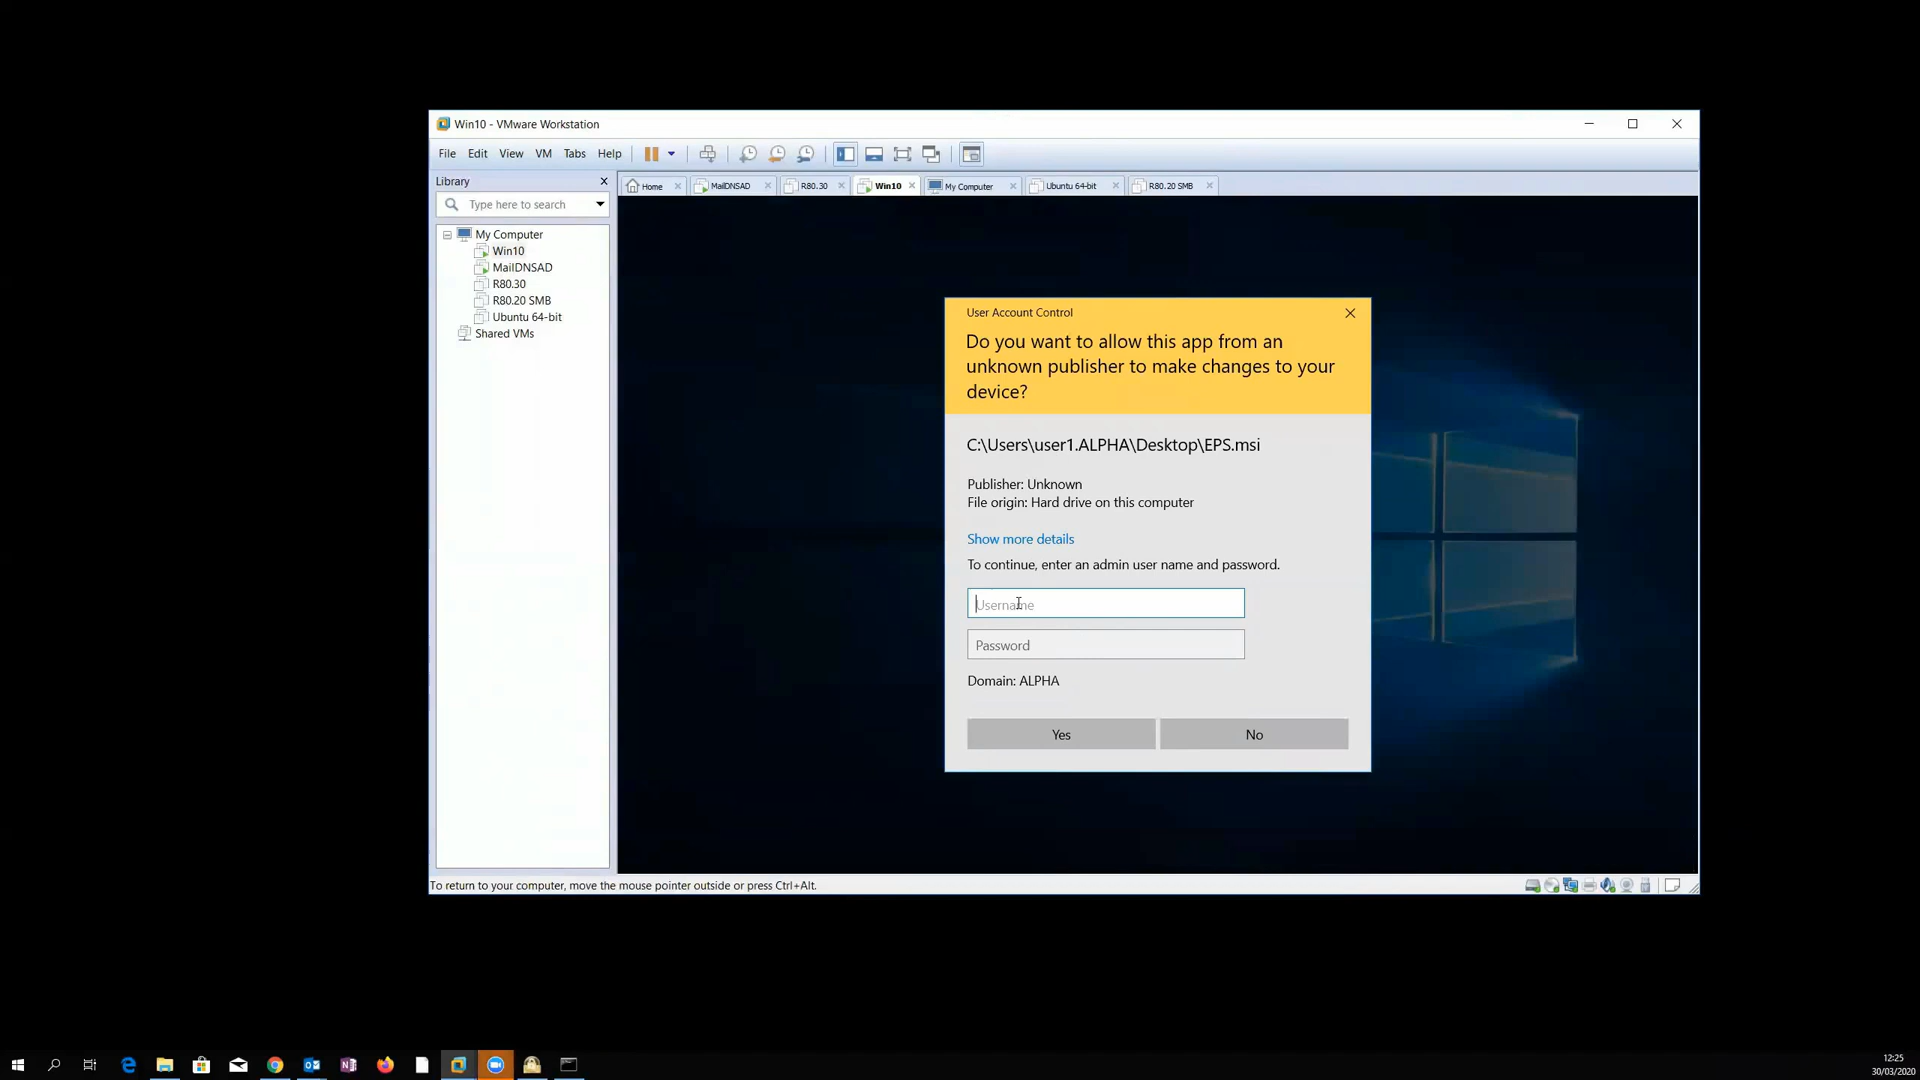 Win10 - VMware Workstation
File Edit View VM Tabs Help
Library
Home MailDNSAD R80.30 Win10 My Computer Ubuntu 64-bit R80.20 SMB
Type here to search
My Computer
Win10
MailDNSAD
R80.30
R80.20 SMB
Ubuntu 64-bit
Shared VMs
User Account Control
Do you want to allow this app from an
unknown publisher to make changes to your
device?
C:\Users\user1.ALPHA\Desktop\EPS.msi
Publisher: Unknown
File origin: Hard drive on this computer
Show more details
To continue, enter an admin user name and password.
Username
Password
Domain: ALPHA
Yes No
To return to your computer, move the mouse pointer outside or press Ctrl+Alt.
12:25
30/03/2020